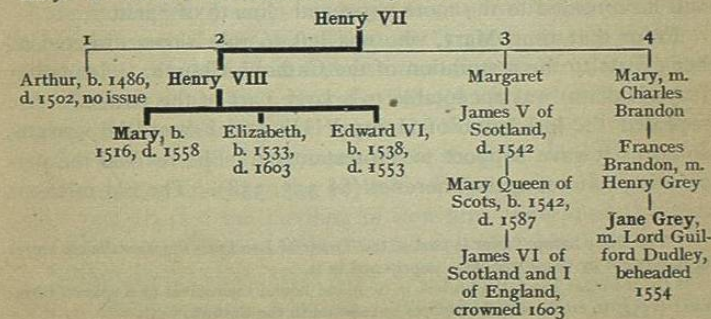 Henry VII
1
2
3
4
Arthur, b. 1486,
d. 1502, no issue
Henry VIII
Mary, b.
1516, d. 1558
Elizabeth,
b. 1533,
d. 1603
Edward VI,
b. 1538,
d. 1553
Margaret
James V of
Scotland,
d. 1542
Mary Queen of
Scots, b. 1542,
d. 1587
James VI of
Scotland and I
of England,
crowned 1603
Mary, m.
Charles
Brandon
Frances
Brandon, m.
Henry Grey
Jane Grey,
m. Lord Guil-
ford Dudley,
beheaded
1554